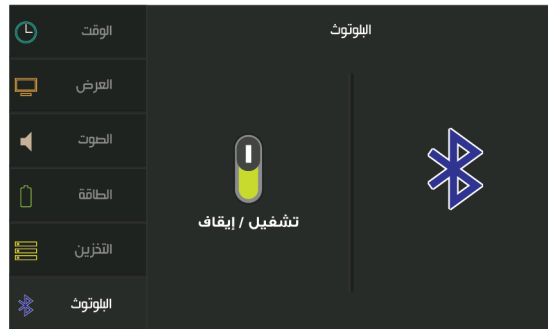 البلوتوث
تشغيل / إيقاف
الوقت
العرض
الصوت
الطاقة
التخزين
البلوتوث